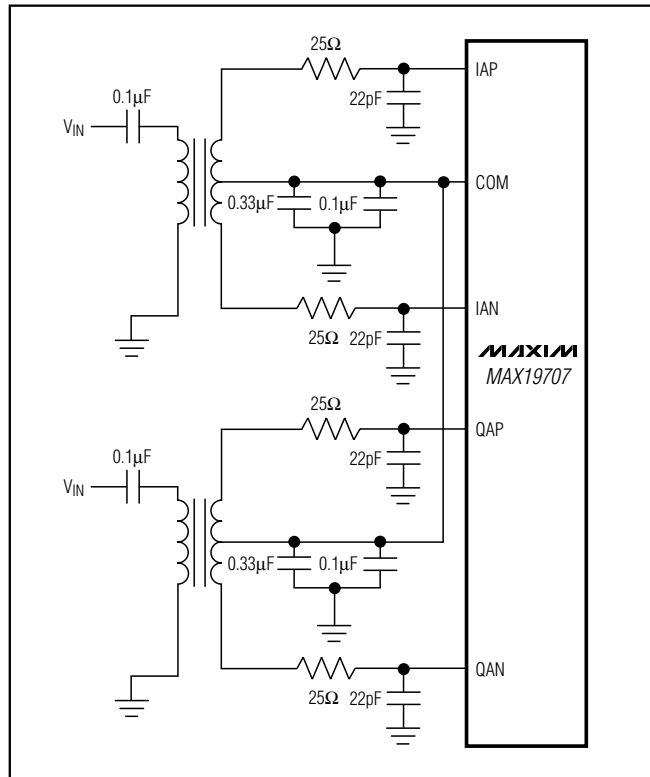 25Ω
IAP
0.1μF
22pF
VIN
COM
0.33μF
0.1μF
IAN
25Ω
22pF
MAXIM
MAX19707
25Ω
QAP
0.1μF
22pF
VIN
0.33μF
0.1μF
QAN
25Ω
22pF